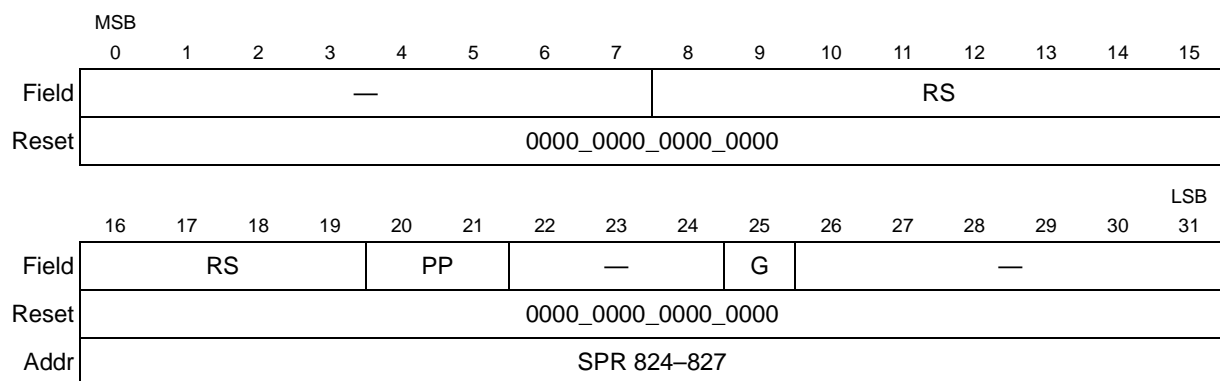 MSB
0 1 2 3 4 5 6 7 8 9 10 11 12 13 14 15
Field — RS
Reset 0000_0000_0000_0000
LSB
16 17 18 19 20 21 22 23 24 25 26 27 28 29 30 31
Field RS PP — G —
Reset 0000_0000_0000_0000
Addr SPR 824–827